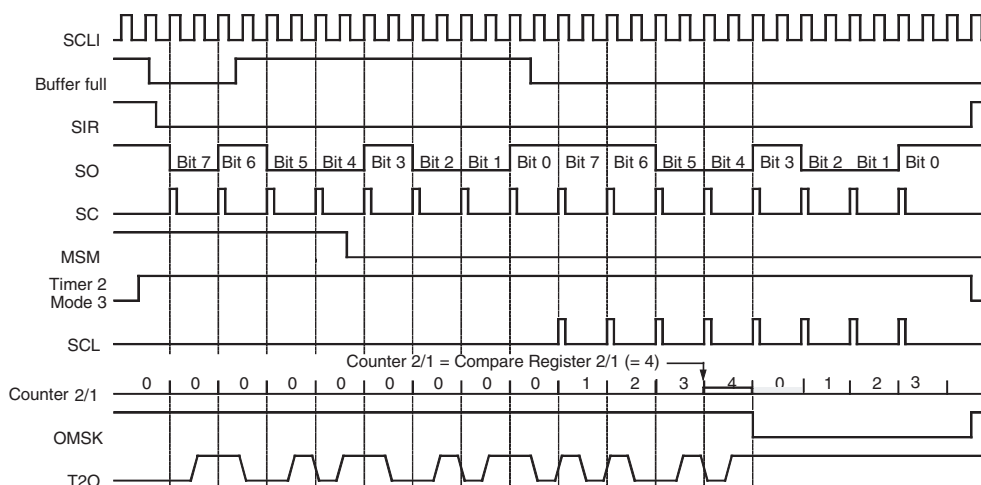 SCLI
Buffer full
SIR
SO Bit 7 Bit 6 Bit 5 Bit 4 Bit 3 Bit 2 Bit 1 Bit 0 Bit 7 Bit 6 Bit 5 Bit 4 Bit 3 Bit 2 Bit 1 Bit 0
SC
MSM
Timer 2
Mode 3
SCL
Counter 2/1 = Compare Register 2/1 (= 4)
Counter 2/1 0 0 0 0 0 0 0 0 0 1 2 3 4 0 1 2 3
OMSK
T2O